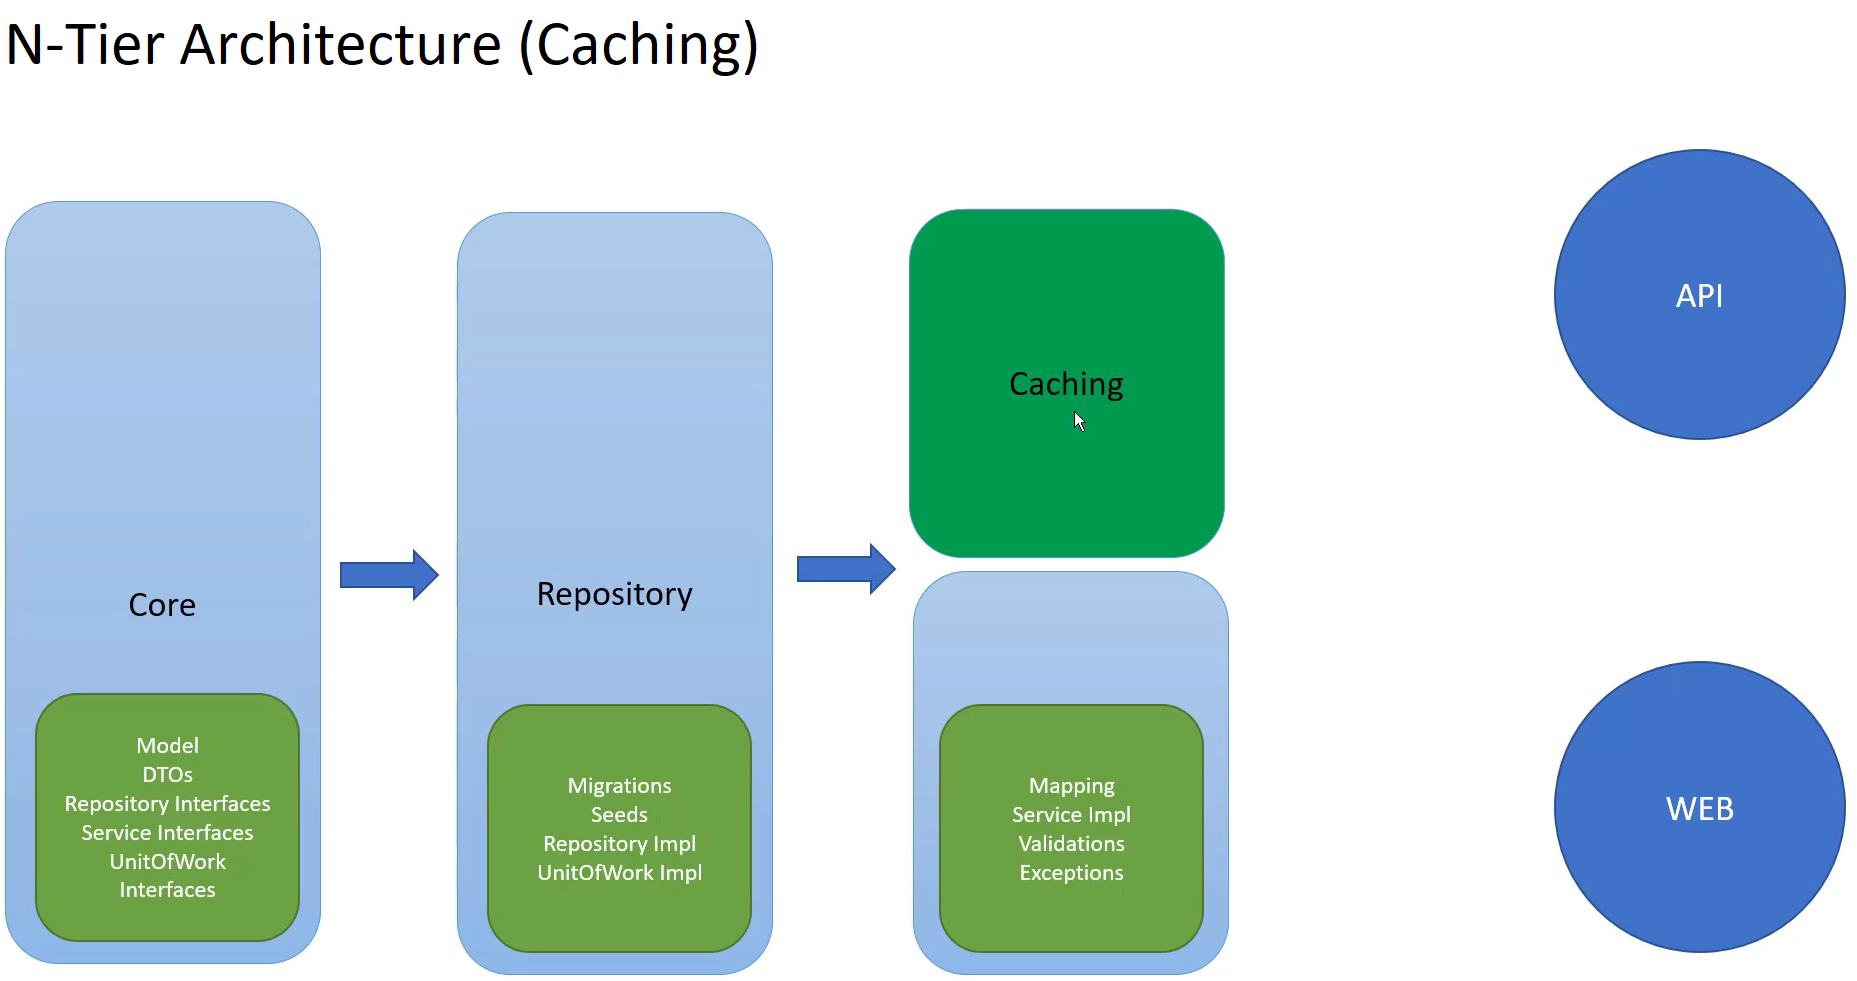 N-Tier Architecture (Caching)
Core
Model
DTOs
Repository Interfaces
Service Interfaces
UnitOfWork
Interfaces
Repository
Migrations
Seeds
Repository Impl
UnitOfWork Impl
Caching
Mapping
Service Impl
Validations
Exceptions
API
WEB